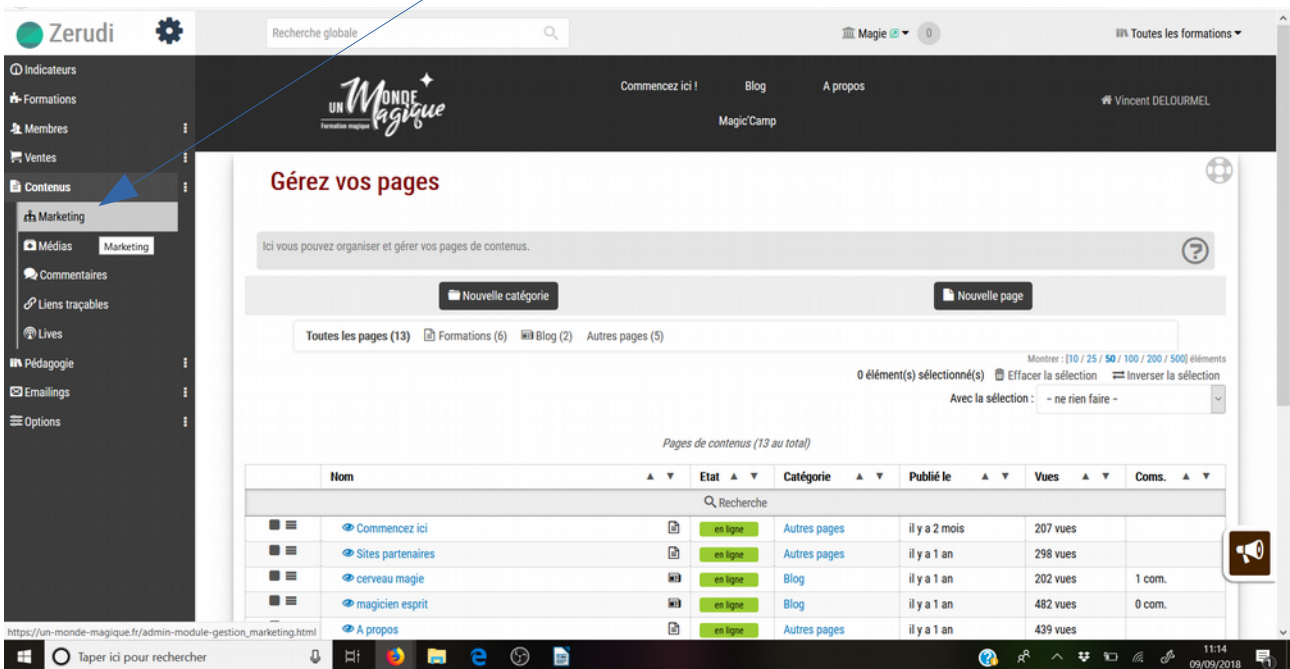 Zerudi
Recherche globale
Magie
0
Toutes les formations
Indicateurs
Formations
Membres
Ventes
Contenus
Marketing
Médias
Marketing
Commentaires
Liens traçables
Lives
Pédagogie
Emailings
Options
UN MONDE
Magique
Formation magique
Commencez ici !
Blog
A propos
Magic'Camp
Vincent DELOURMEL
Gérez vos pages
Ici vous pouvez organiser et gérer vos pages de contenus.
?
Nouvelle catégorie
Nouvelle page
Toutes les pages (13) Formations (6) Blog (2) Autres pages (5)
Montrer : [10 / 25 / 50 / 100 / 200 / 500] éléments
0 élément(s) sélectionné(s) Effacer la sélection Inverser la sélection
Avec la sélection : - ne rien faire -
Pages de contenus (13 au total)
Nom Etat Catégorie Publié le Vues Coms.
Recherche
Commencez ici en ligne Autres pages il y a 2 mois 207 vues
Sites partenaires en ligne Autres pages il y a 1 an 298 vues
cerveau magie en ligne Blog il y a 1 an 202 vues 1 com.
magicien esprit en ligne Blog il y a 1 an 482 vues 0 com.
A propos en ligne Autres pages il y a 1 an 439 vues
https://un-monde-magique.fr/admin-module-gestion_marketing.html
Taper ici pour rechercher
11:14
09/09/2018